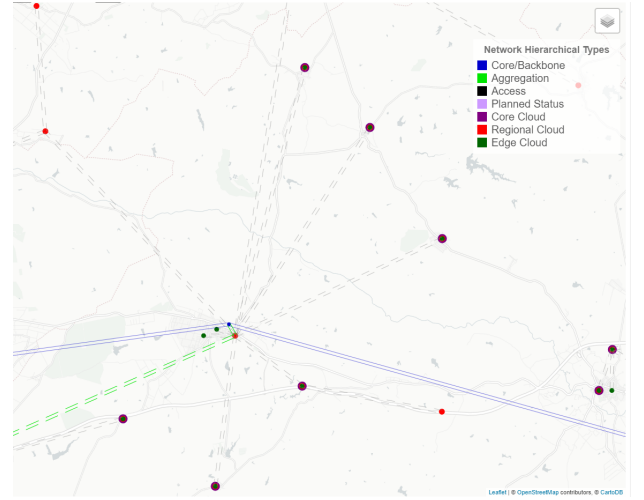 Network Hierarchical Types
Core/Backbone
Aggregation
Access
Planned Status
Core Cloud
Regional Cloud
Edge Cloud
Leaflet | © OpenStreetMap contributors, © CartoDB